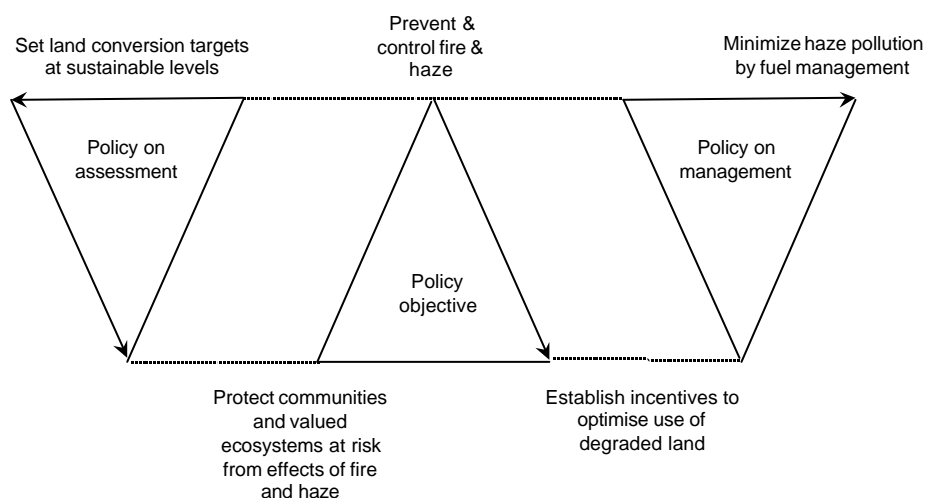 Set land conversion targets
at sustainable levels
Prevent &
control fire &
haze
Minimize haze pollution
by fuel management
Policy on
assessment
Policy on
management
Policy
objective
Protect communities
and valued
ecosystems at risk
from effects of fire
and haze
Establish incentives to
optimise use of
degraded land